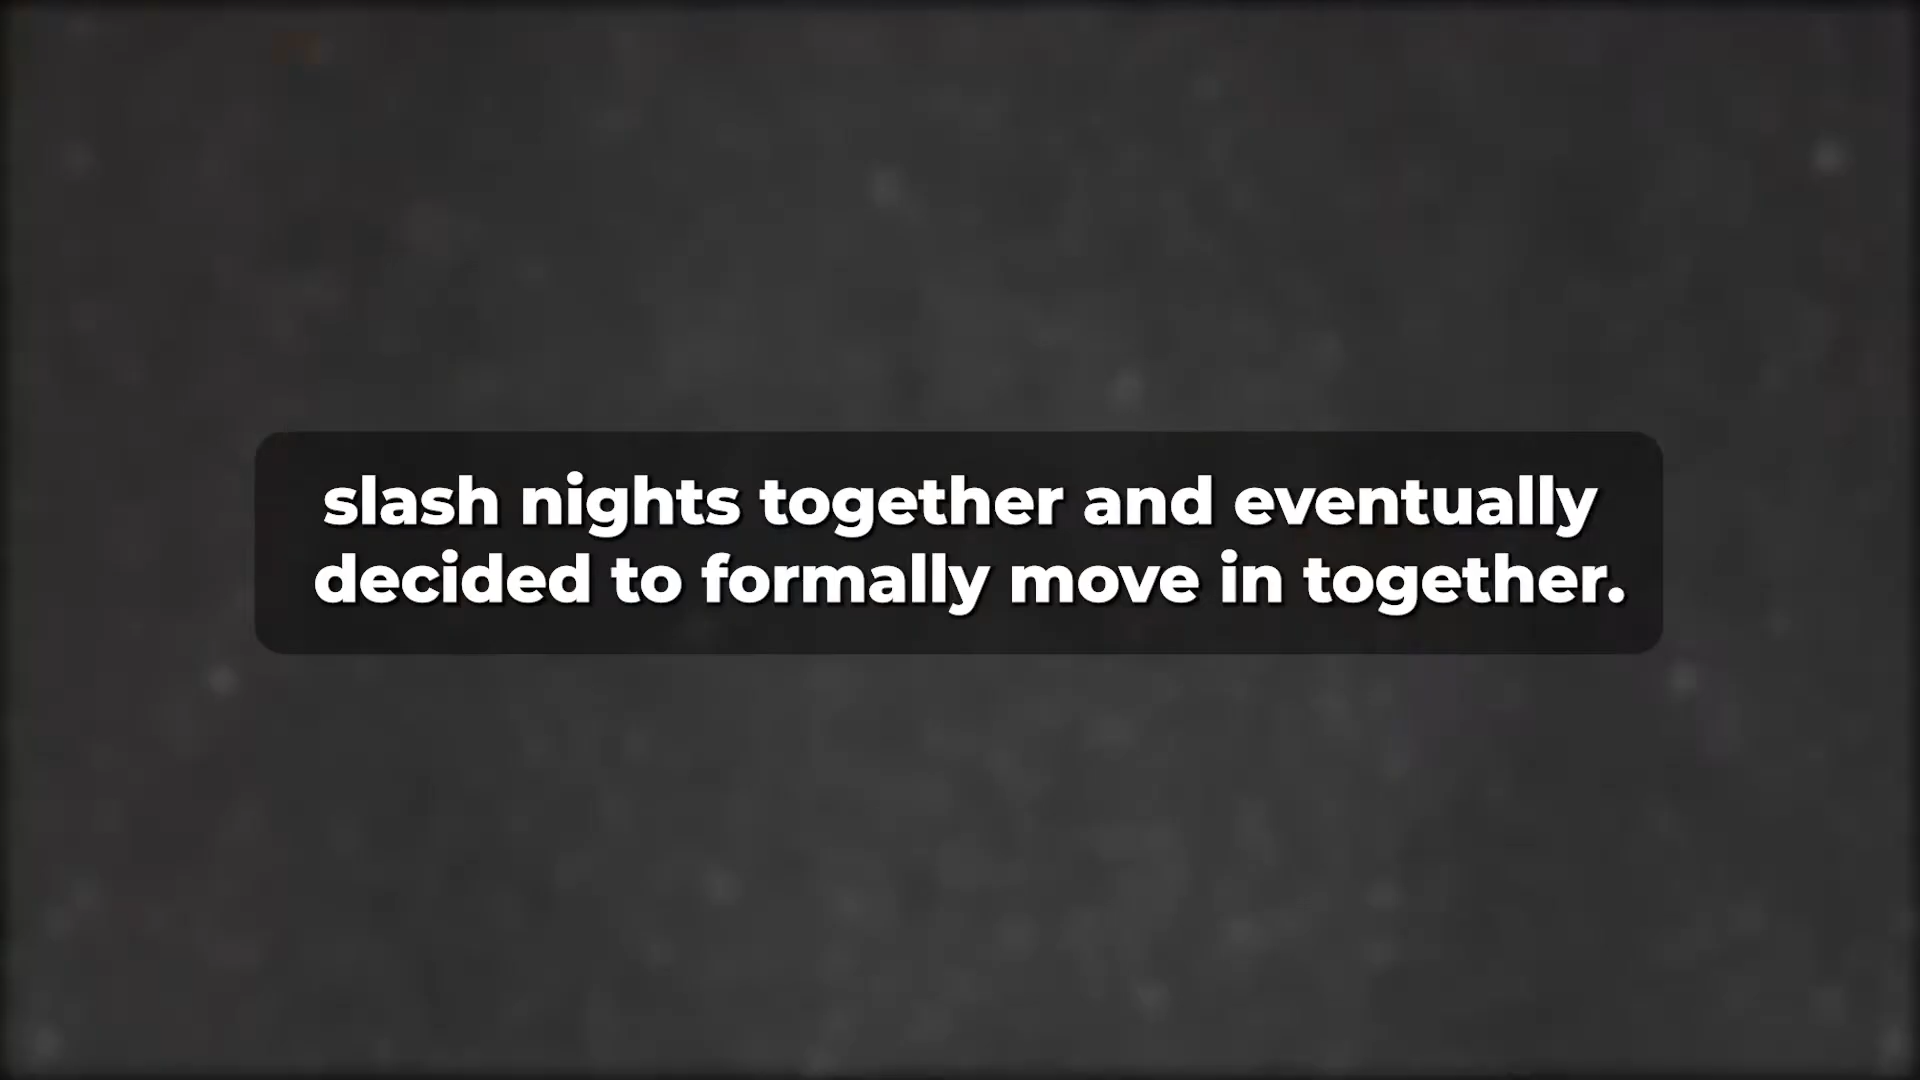 slash nights together and eventually
decided to formally move in together.